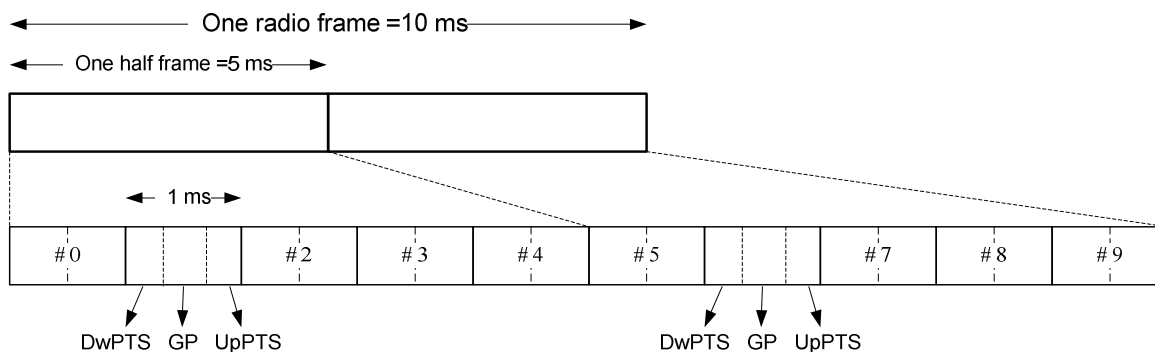 One radio frame =10 ms
One half frame =5 ms
1 ms
#0 #2 #3 #4 #5 #7 #8 #9
DwPTS GP UpPTS DwPTS GP UpPTS